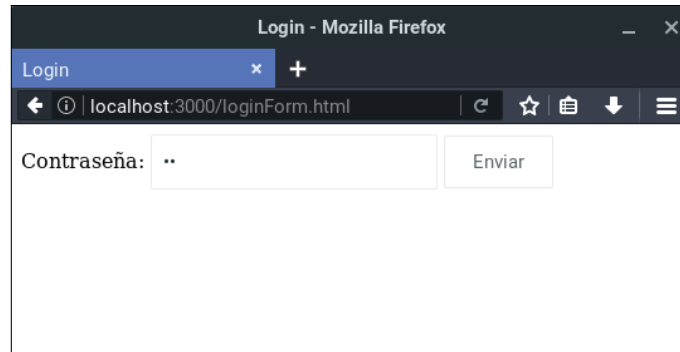 Login - Mozilla Firefox
Login
localhost:3000/loginForm.html
Contraseña: •• Enviar